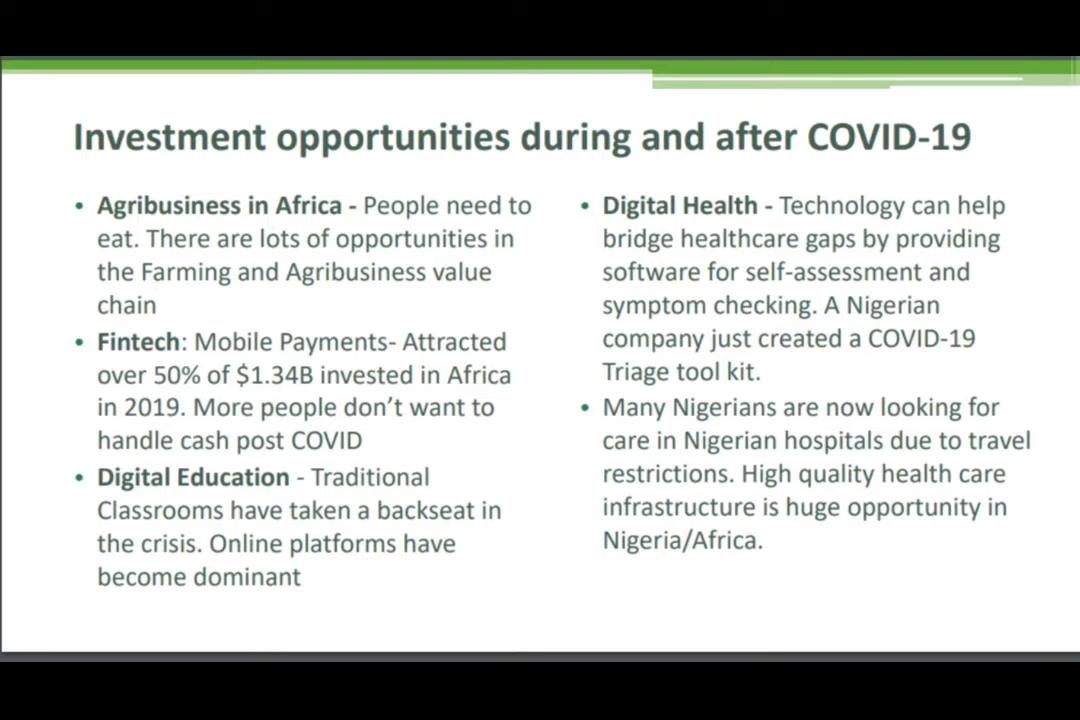 Investment opportunities during and after COVID-19
• Agribusiness in Africa - People need to
eat. There are lots of opportunities in
the Farming and Agribusiness value
chain
• Fintech: Mobile Payments- Attracted
over 50% of $1.34B invested in Africa
in 2019. More people don’t want to
handle cash post COVID
• Digital Education - Traditional
Classrooms have taken a backseat in
the crisis. Online platforms have
become dominant
• Digital Health - Technology can help
bridge healthcare gaps by providing
software for self-assessment and
symptom checking. A Nigerian
company just created a COVID-19
Triage tool kit.
• Many Nigerians are now looking for
care in Nigerian hospitals due to travel
restrictions. High quality health care
infrastructure is huge opportunity in
Nigeria/Africa.